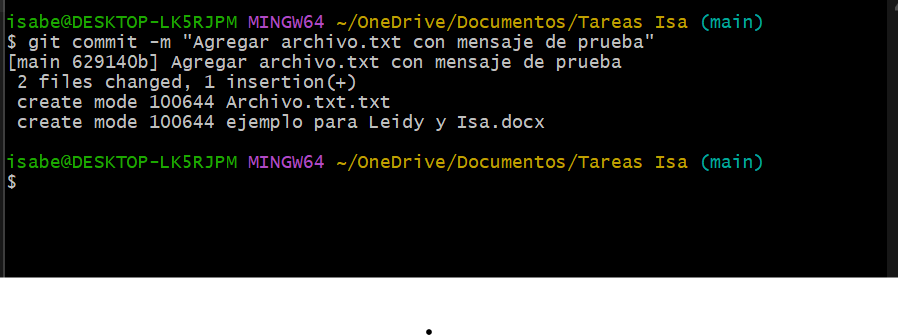 isabe@DESKTOP-LK5RJPM MINGW64 ~/OneDrive/Documentos/Tareas Isa (main)
$ git commit -m "Agregar archivo.txt con mensaje de prueba"
[main 629140b] Agregar archivo.txt con mensaje de prueba
 2 files changed, 1 insertion(+)
 create mode 100644 Archivo.txt.txt
 create mode 100644 ejemplo para Leidy y Isa.docx

isabe@DESKTOP-LK5RJPM MINGW64 ~/OneDrive/Documentos/Tareas Isa (main)
$
.